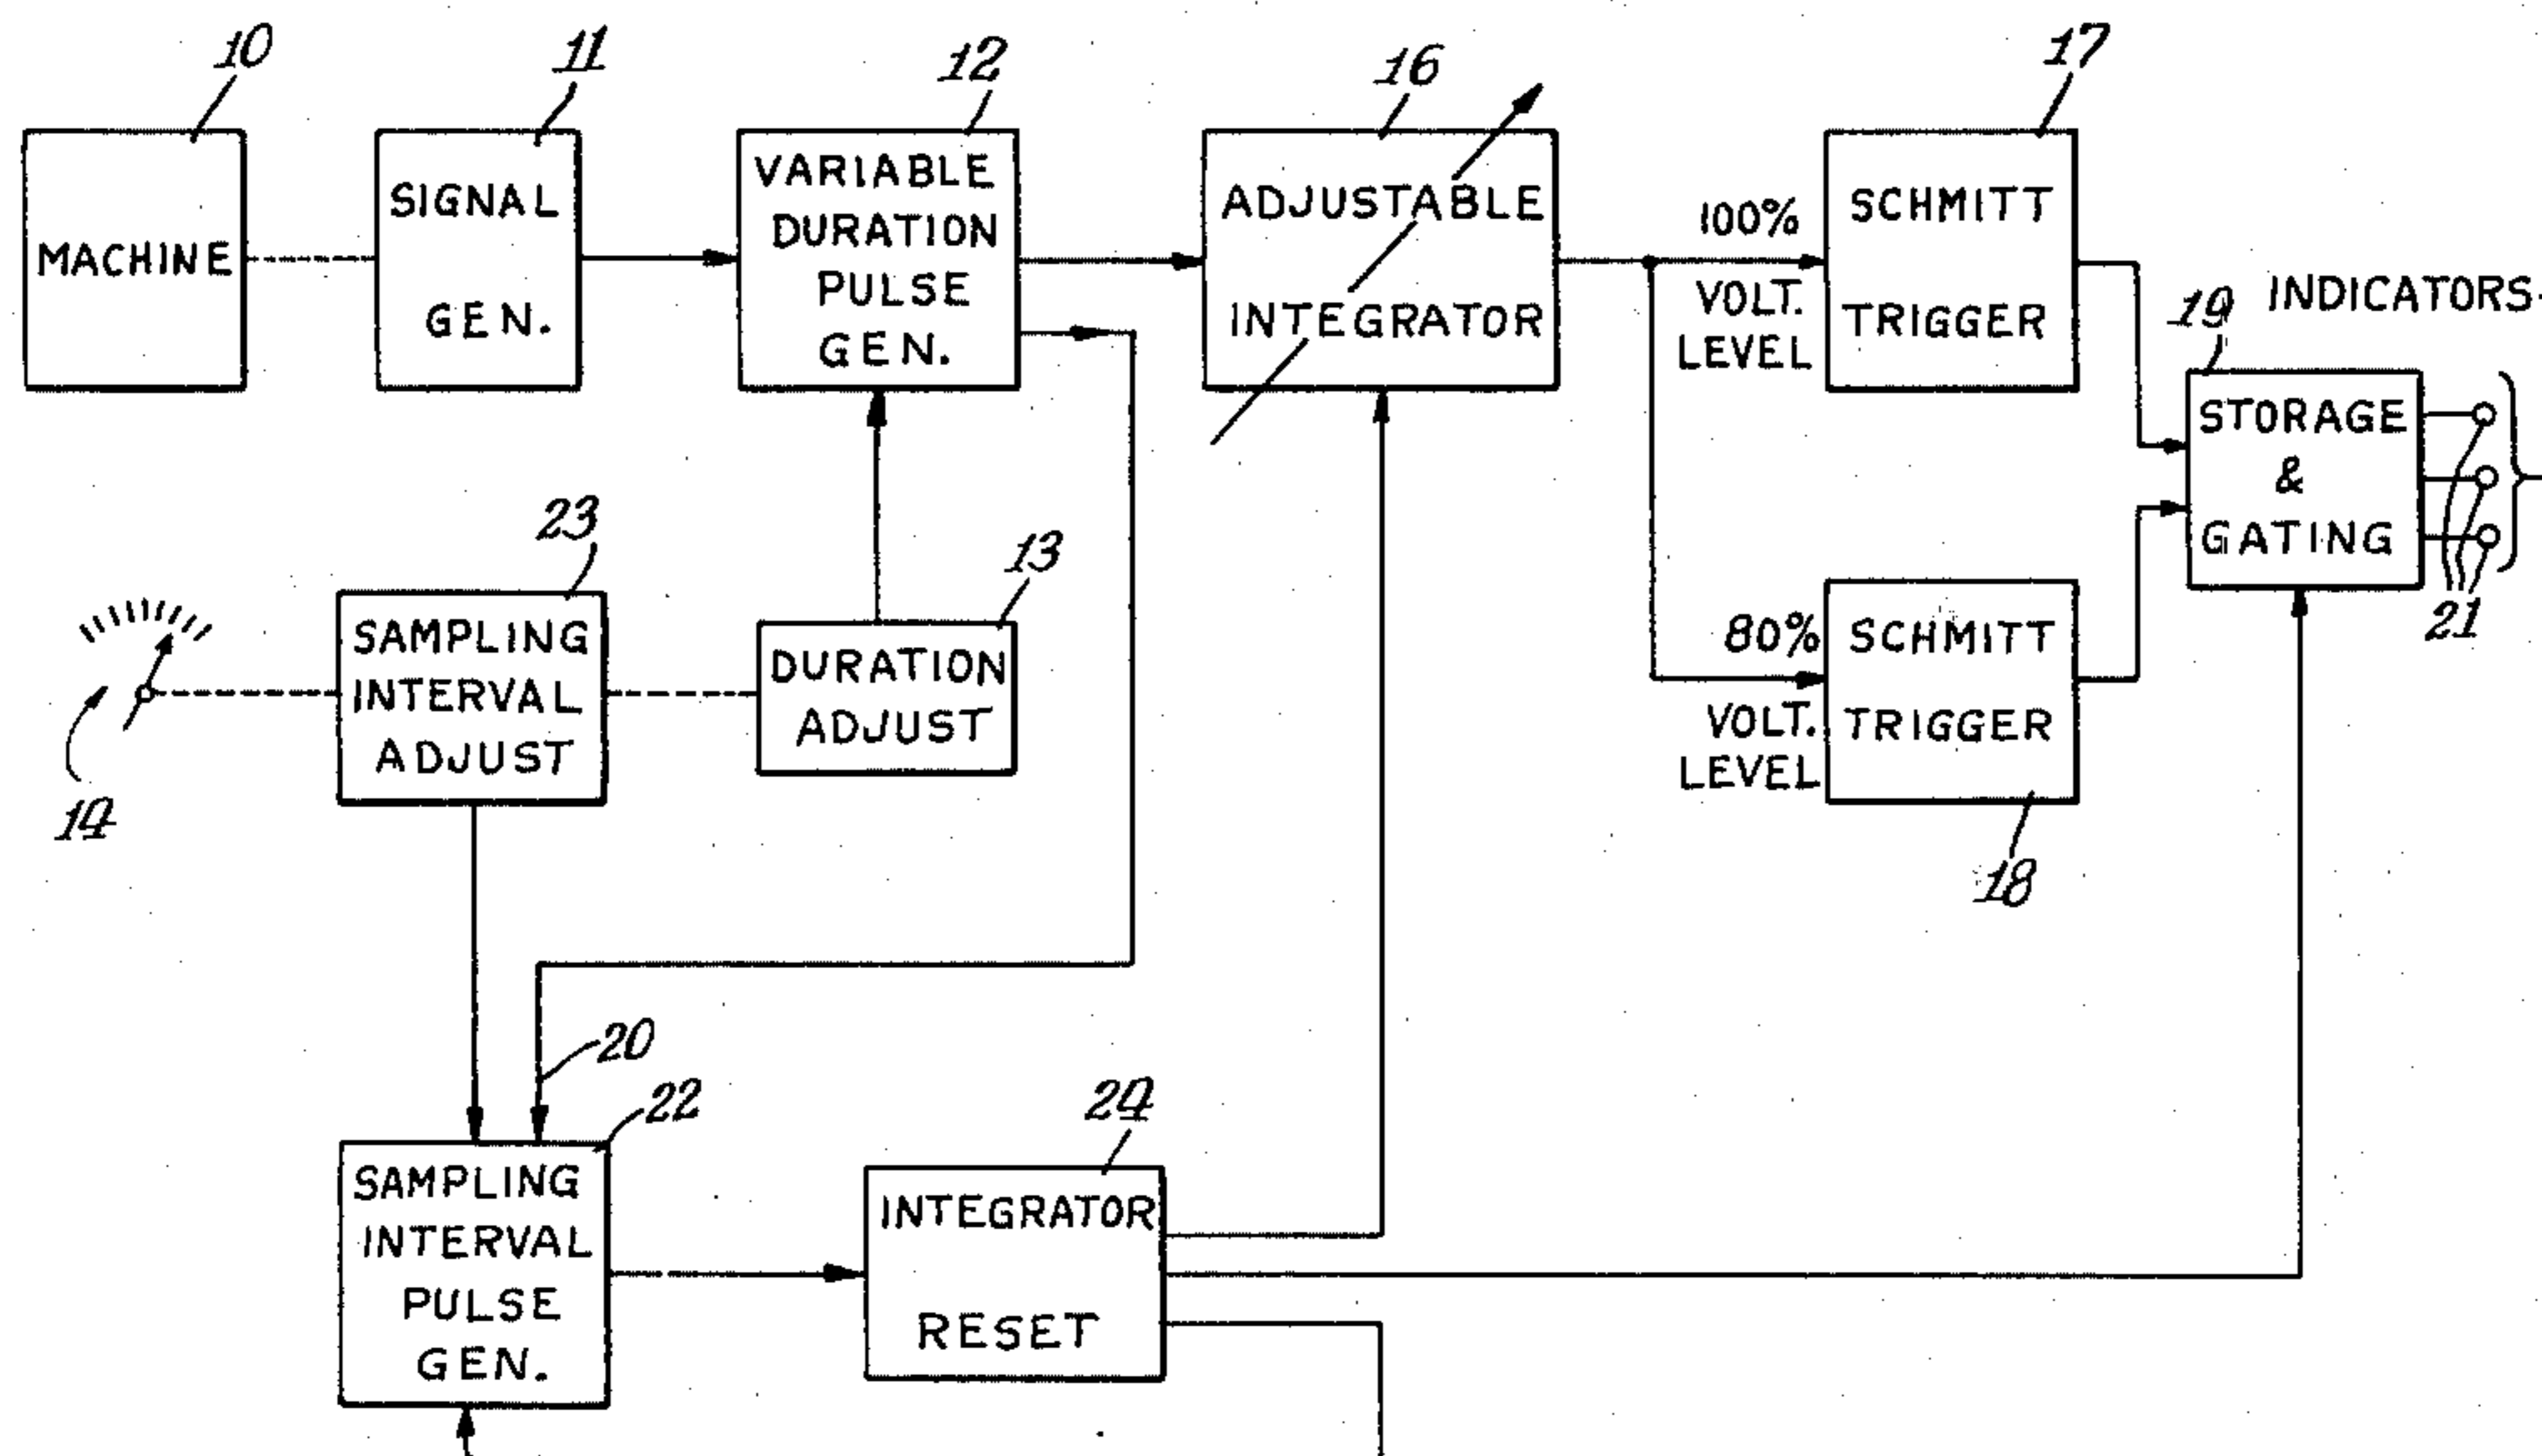 10
11
12
16
17
MACHINE
SIGNAL
GEN.
VARIABLE
DURATION
PULSE
GEN.
ADJUSTABLE
INTEGRATOR
100%
VOLT.
LEVEL
SCHMITT
TRIGGER
19
INDICATORS
STORAGE
&
GATING
21
23
13
14
SAMPLING
INTERVAL
ADJUST
DURATION
ADJUST
80%
VOLT.
LEVEL
SCHMITT
TRIGGER
18
20
22
24
SAMPLING
INTERVAL
PULSE
GEN.
INTEGRATOR
RESET